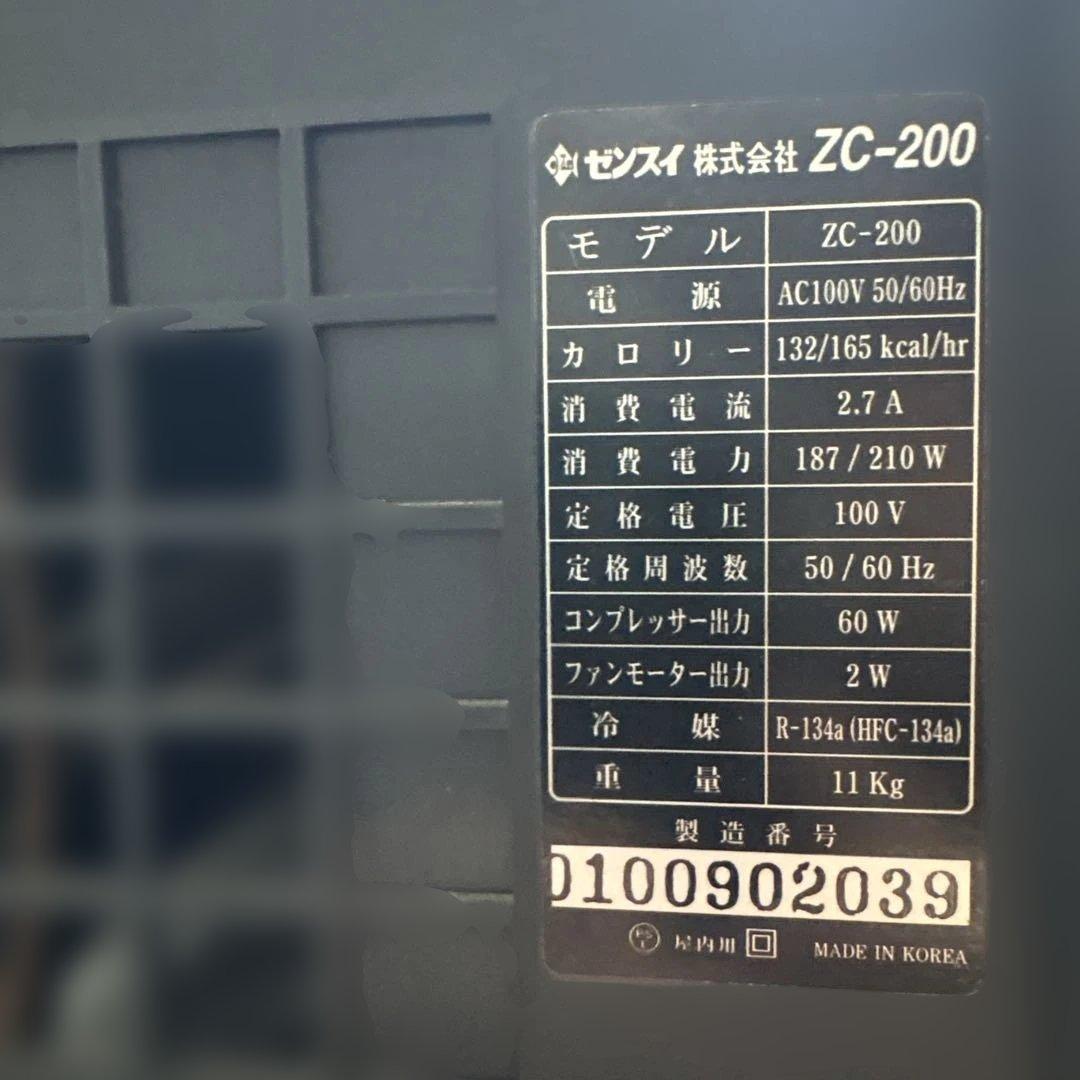 ゼンスイ 株式会社 ZC-200
モデル ZC-200
電源 AC100V 50/60Hz
カロリー 132/165 kcal/hr
消費電流 2.7 A
消費電力 187 / 210 W
定格電圧 100 V
定格周波数 50 / 60 Hz
コンプレッサー出力 60 W
ファンモーター出力 2 W
冷媒 R-134a (HFC-134a)
重量 11 Kg
製造番号
0100902039
屋内用 MADE IN KOREA